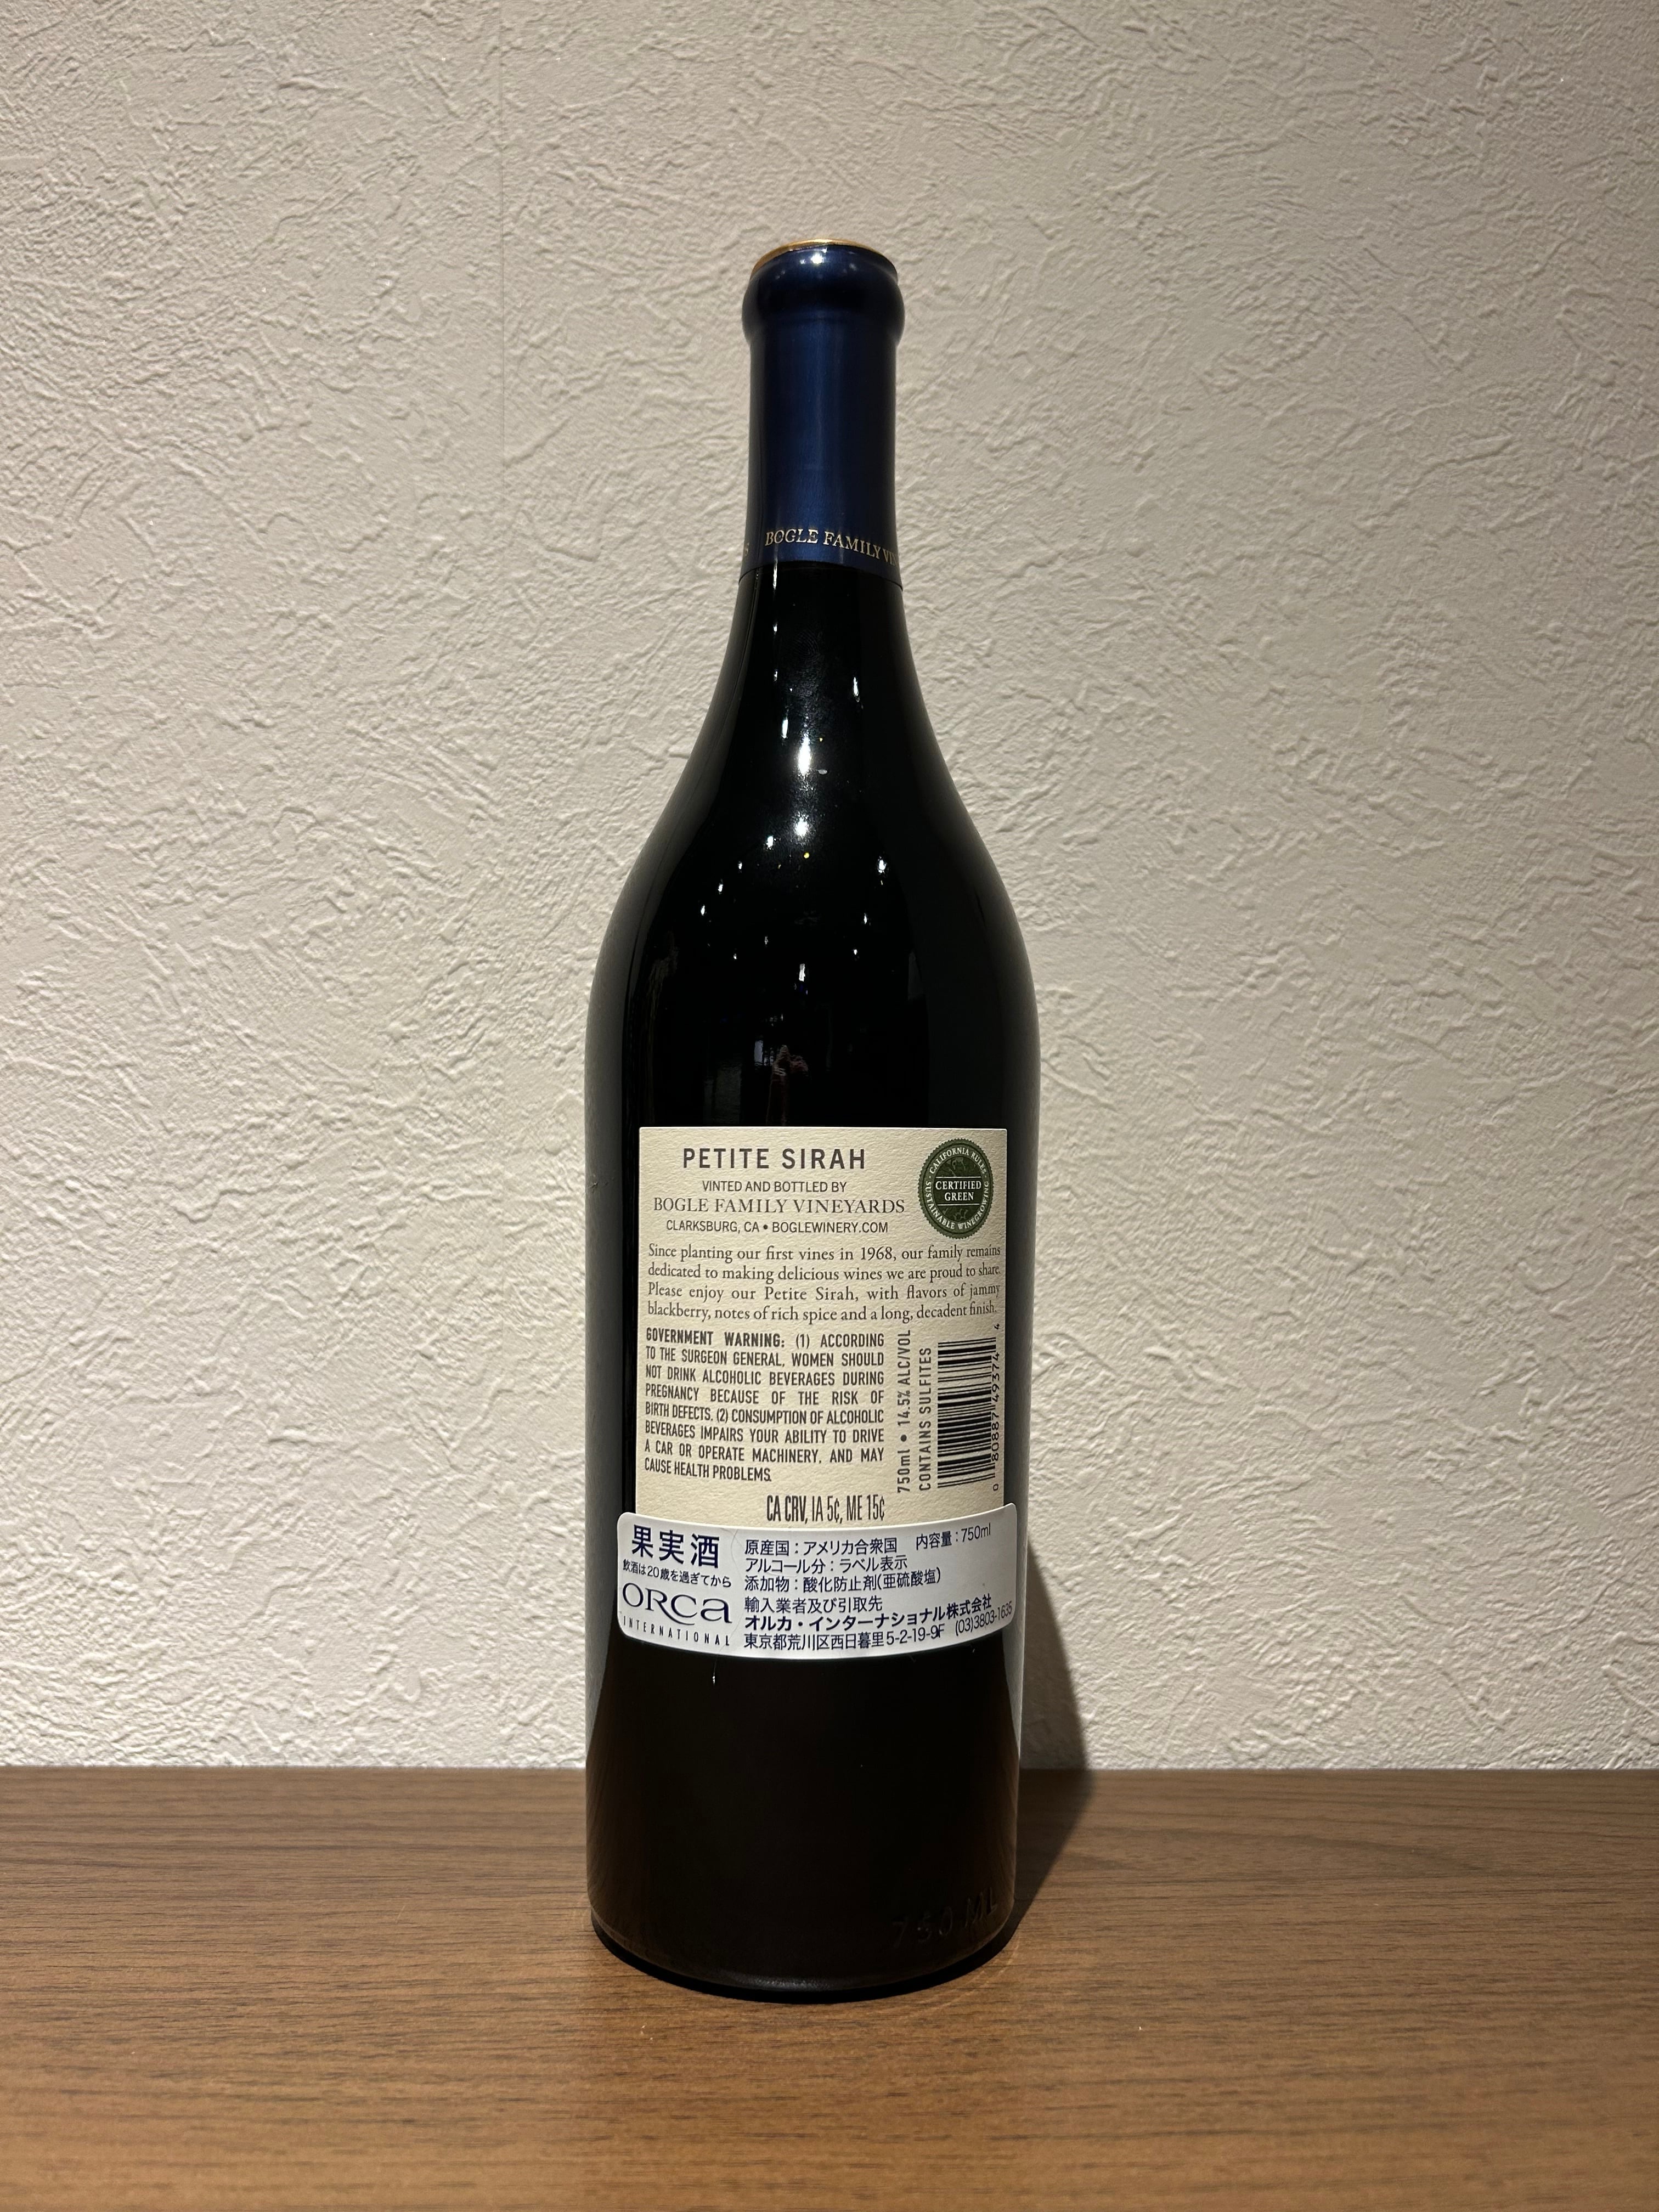 BOGLE FAMILY
PETITE SIRAH
VINTED AND BOTTLED BY
BOGLE FAMILY VINEYARDS
CLARKSBURG, CA • BOGLEWINERY.COM
CALIFORNIA RULES
CERTIFIED
GREEN
SUSTAINABLE WINEGROWING
Since planting our first vines in 1968, our family remains
dedicated to making delicious wines we are proud to share.
Please enjoy our Petite Sirah, with flavors of jammy
blackberry, notes of rich spice and a long, decadent finish.
GOVERNMENT WARNING: (1) ACCORDING
TO THE SURGEON GENERAL, WOMEN SHOULD
NOT DRINK ALCOHOLIC BEVERAGES DURING
PREGNANCY BECAUSE OF THE RISK OF
BIRTH DEFECTS. (2) CONSUMPTION OF ALCOHOLIC
BEVERAGES IMPAIRS YOUR ABILITY TO DRIVE
A CAR OR OPERATE MACHINERY, AND MAY
CAUSE HEALTH PROBLEMS.
750ml • 14.5% ALC/VOL
CONTAINS SULFITES
0 80887 49374 4
CA CRV, IA 5¢, ME 15¢
果実酒
飲酒は20歳を過ぎてから
ORCA
INTERNATIONAL
原産国：アメリカ合衆国 内容量：750ml
アルコール分：ラベル表示
添加物：酸化防止剤(亜硫酸塩)
輸入業者及び引取先
オルカ・インターナショナル株式会社
東京都荒川区西日暮里5-2-19-9F (03)3803-1635
750 ML